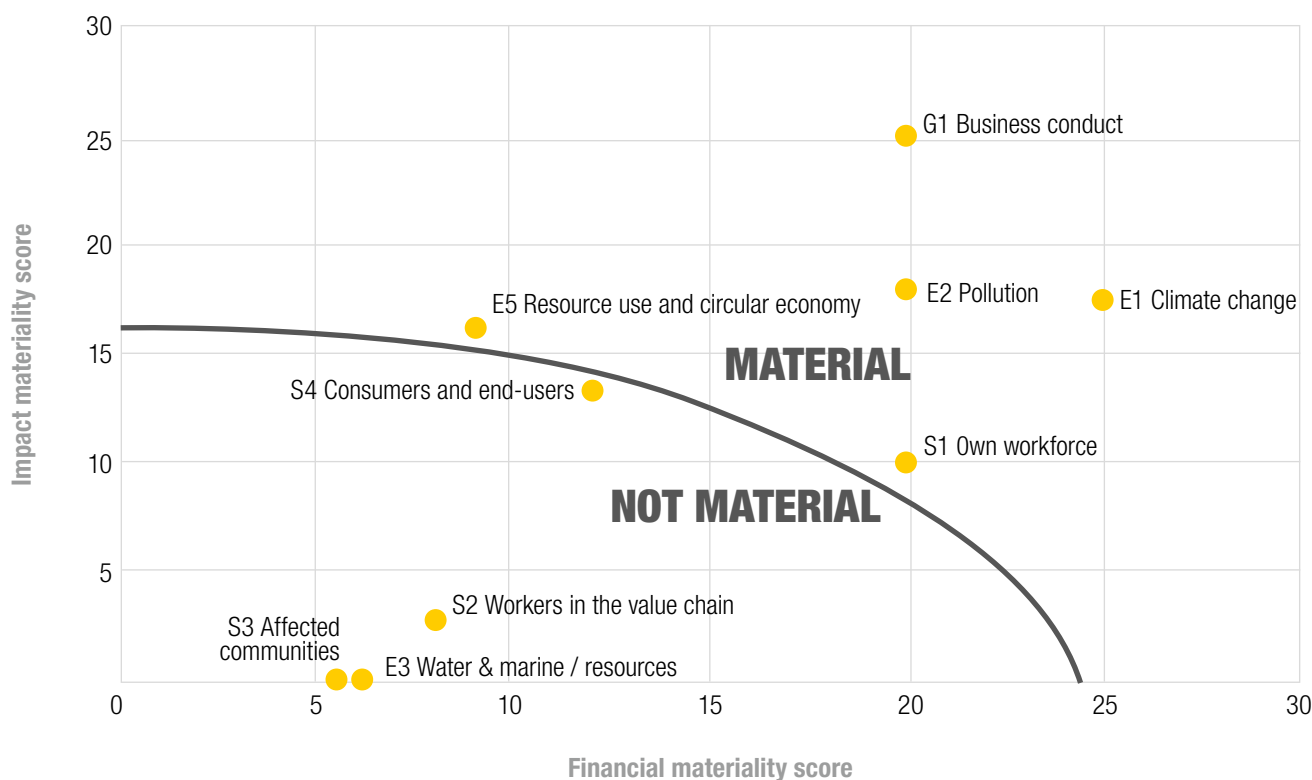 30
G1 Business conduct
25
20
E2 Pollution
E1 Climate change
E5 Resource use and circular economy
15
MATERIAL
S4 Consumers and end-users
S1 Own workforce
10
NOT MATERIAL
5
S2 Workers in the value chain
S3 Affected
communities
E3 Water & marine / resources
0 5 10 15 20 25 30
Impact materiality score
Financial materiality score